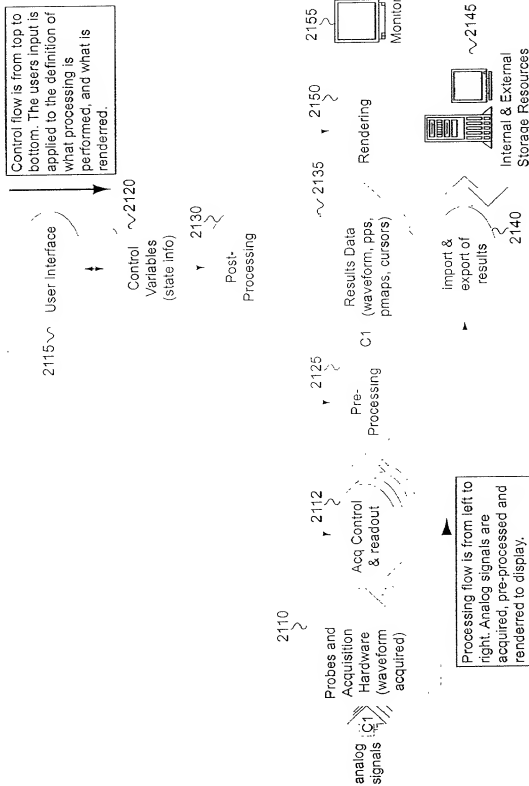 Control flow is from top to
bottom. The users input is
applied to the definition of
what processing is
performed, and what is
renderred.
2115
User Interface
2120
Control
Variables
(state info)
2130
Post-
Processing
2110
Probes and
Acquisition
Hardware
(waveform
acquired)
analog
signals
C1
2112
Acq Control
& readout
2125
Pre-
Processing
C1
2135
Results Data
(waveform, pps,
pmaps, cursors)
2150
Rendering
2155
Monitor
import &
export of
results
2140
2145
Internal & External
Storage Resources
Processing flow is from left to
right. Analog signals are
acquired, pre-processed and
renderred to display.